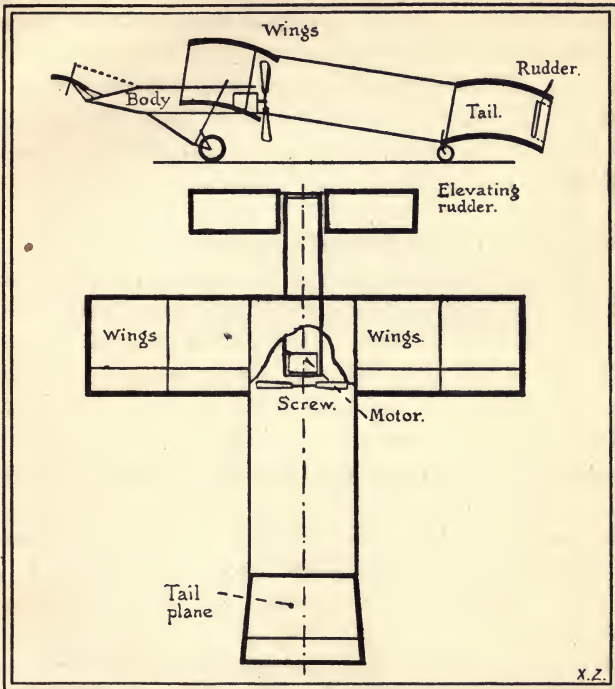 Wings
Rudder.
Body
Tail.
Elevating
rudder.
Wings
Wings.
Screw.
Motor.
Tail
plane
X.Z.